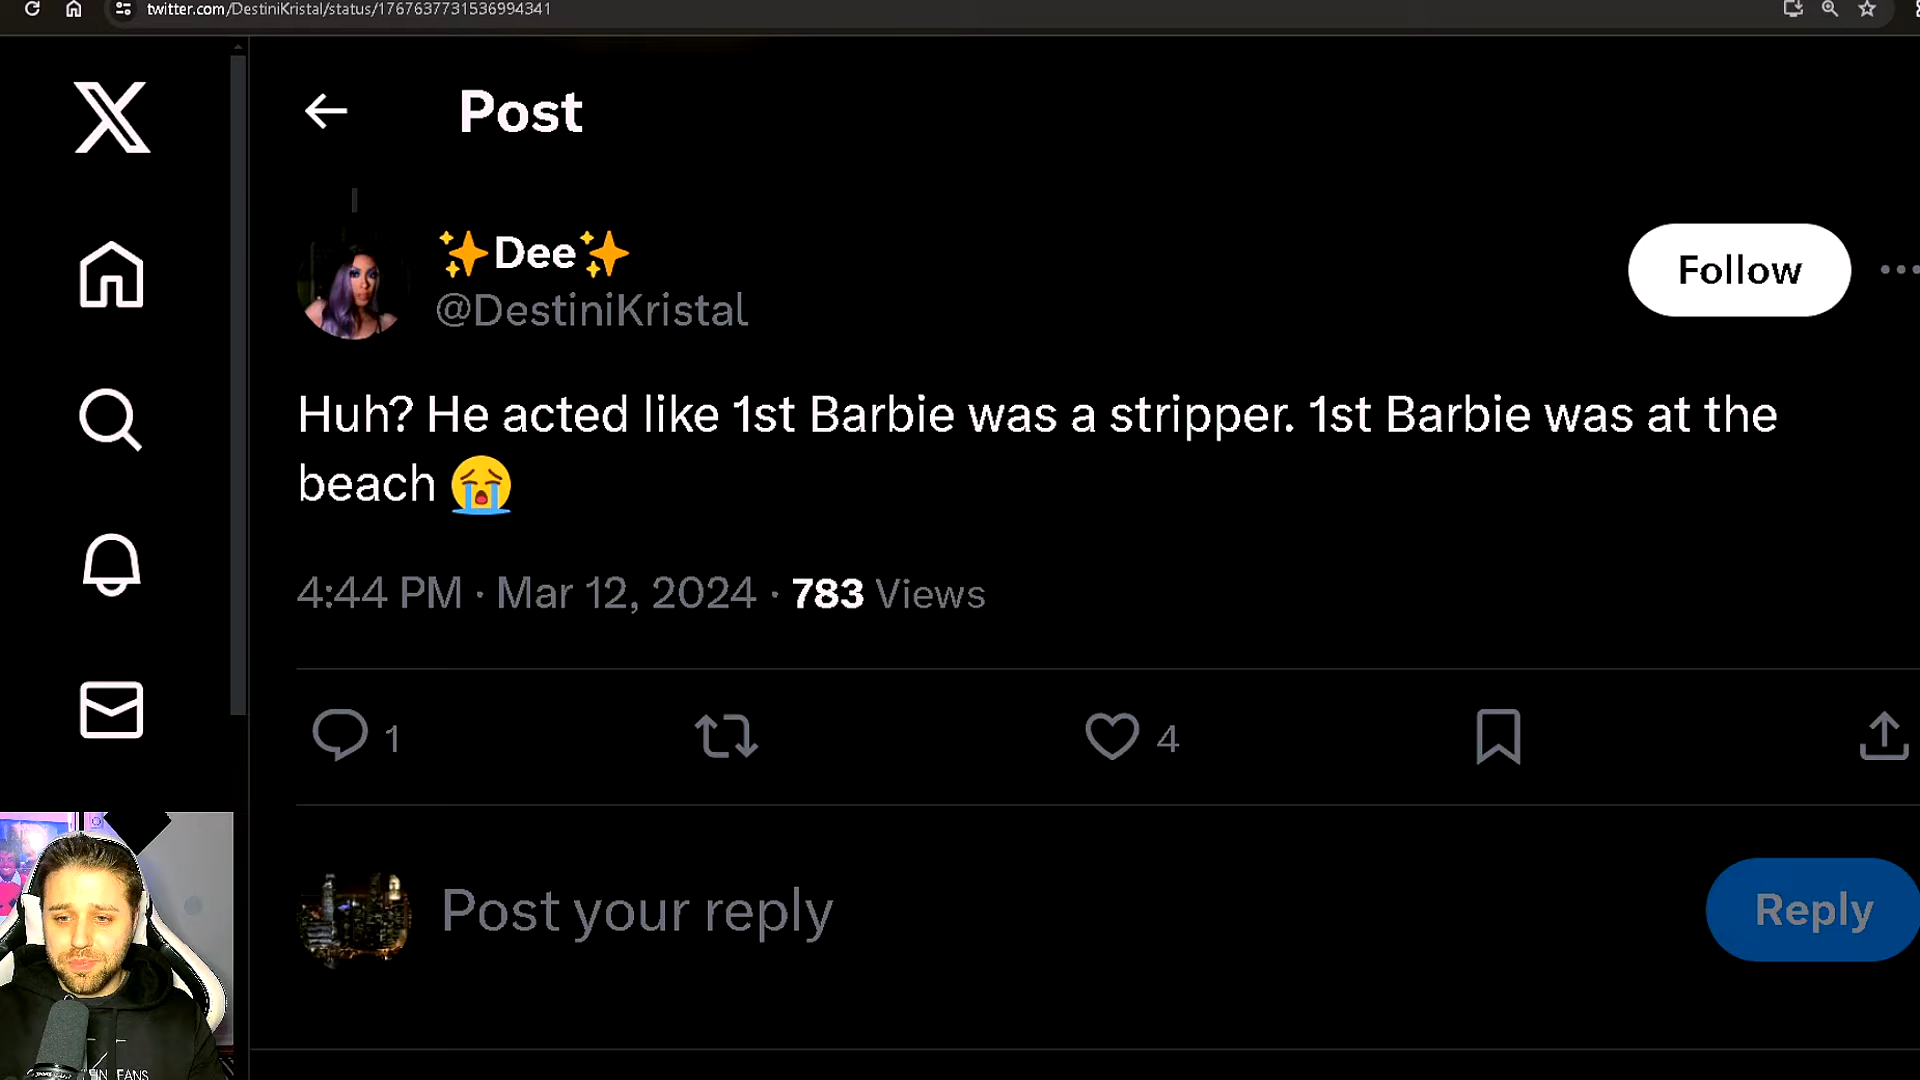 twitter.com/DestiniKristal/status/1767637731536994341
Post
✨Dee✨
@DestiniKristal
Follow
Huh? He acted like 1st Barbie was a stripper. 1st Barbie was at the
beach 😭
4:44 PM · Mar 12, 2024 · 783 Views
1
4
Post your reply
Reply
FANS